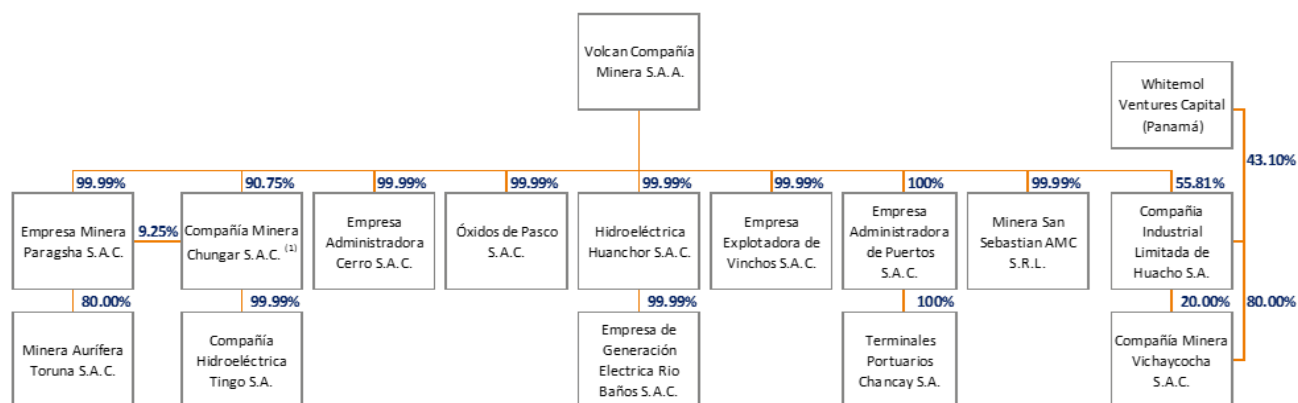 Volcan Compañía
Minera S.A.A.
Whitemol
Ventures Capital
(Panamá)
43.10%
99.99%
90.75%
99.99%
99.99%
99.99%
99.99%
100%
99.99%
55.81%
Empresa Minera
Paragsha S.A.C.
9.25%
Compañía Minera
Chungar S.A.C. (1)
Empresa
Administradora
Cerro S.A.C.
Óxidos de Pasco
S.A.C.
Hidroeléctrica
Huanchor S.A.C.
Empresa
Explotadora de
Vinchos S.A.C.
Empresa
Administradora
de Puertos
S.A.C.
Minera San
Sebastian AMC
S.R.L.
Compañia
Industrial
Limitada de
Huacho S.A.
80.00%
99.99%
99.99%
100%
20.00%
80.00%
Minera Aurífera
Toruna S.A.C.
Compañía
Hidroeléctrica
Tingo S.A.
Empresa de
Generación
Electrica Rio
Baños S.A.C.
Terminales
Portuarios
Chancay S.A.
Compañía Minera
Vichaycocha
S.A.C.